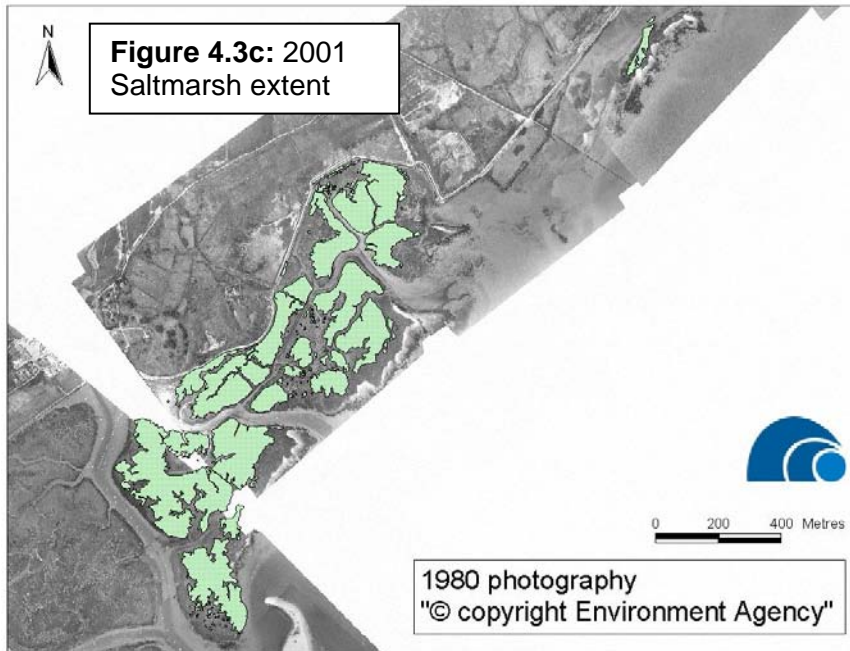 N
Figure 4.3c: 2001
Saltmarsh extent
0 200 400 Metres
1980 photography
"© copyright Environment Agency"